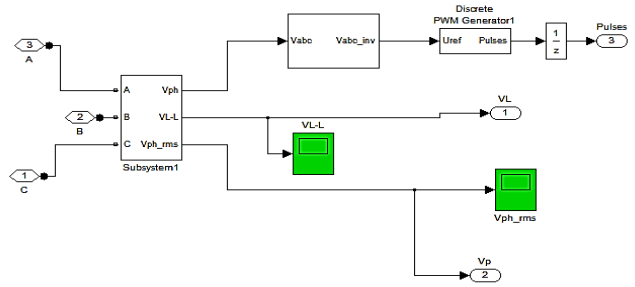 Discrete
PWM Generator1
Pulses
3
A
Vabc
Vabc_inv
Uref
Pulses
1
z
3
A
Vph
VL
2
B
B
VL-L
1
VL-L
C
Vph_rms
1
C
Subsystem1
Vph_rms
Vp
2